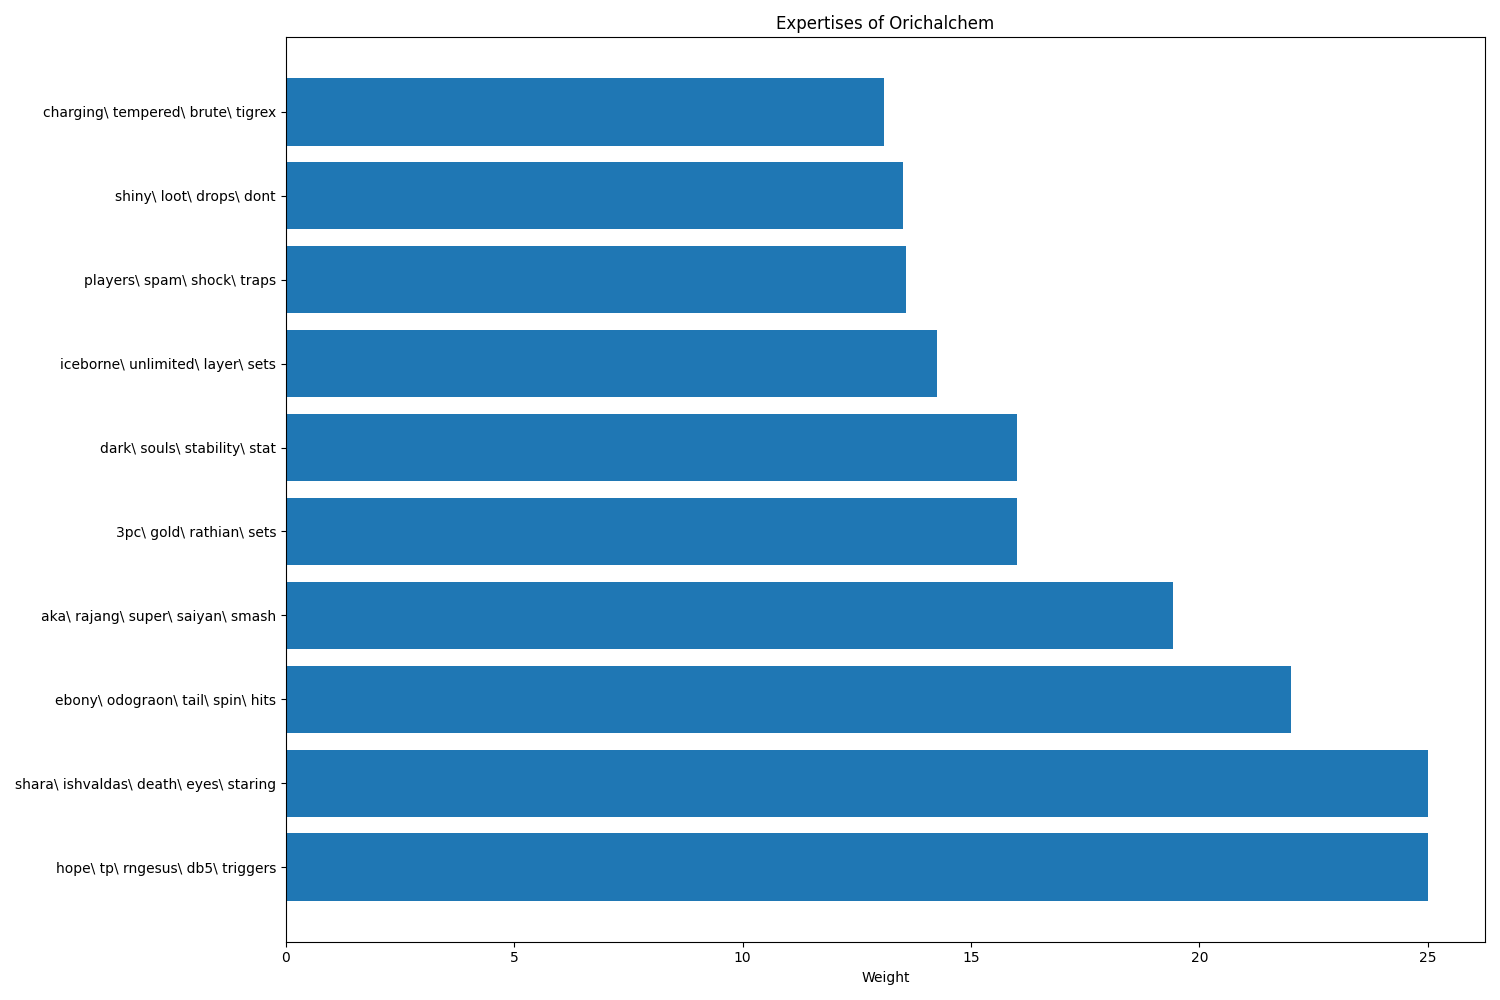 Expertises of Orichalchem
charging\ tempered\ brute\ tigrex
shiny\ loot\ drops\ dont
players\ spam\ shock\ traps
iceborne\ unlimited\ layer\ sets
dark\ souls\ stability\ stat
3pc\ gold\ rathian\ sets
aka\ rajang\ super\ saiyan\ smash
ebony\ odograon\ tail\ spin\ hits
shara\ ishvaldas\ death\ eyes\ staring
hope\ tp\ rngesus\ db5\ triggers
0 5 10 15 20 25
Weight